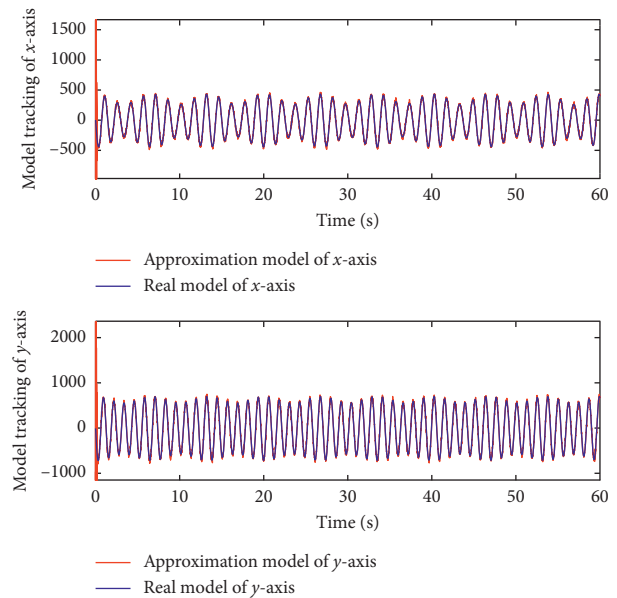 Model tracking of x-axis
1500
1000
500
0
−500
0 10 20 30 40 50 60
Time (s)
Approximation model of x-axis
Real model of x-axis
Model tracking of y-axis
2000
1000
0
−1000
0 10 20 30 40 50 60
Time (s)
Approximation model of y-axis
Real model of y-axis